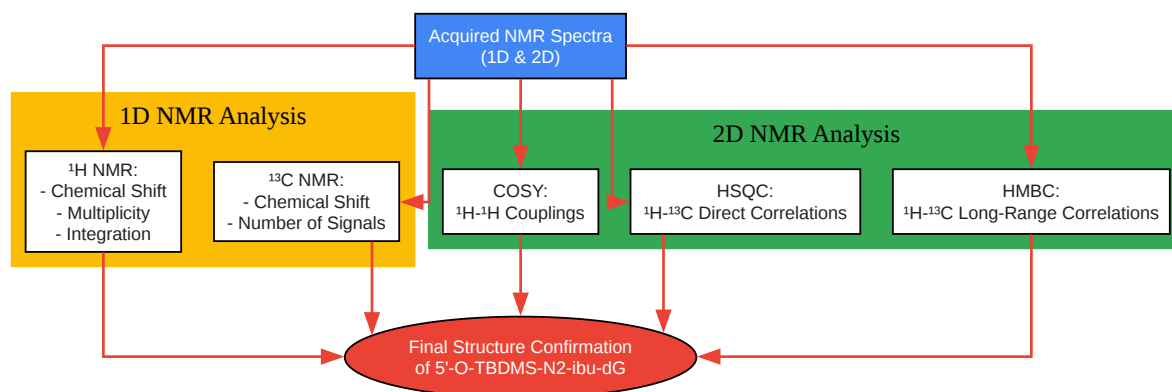 Acquired NMR Spectra
(1D & 2D)
1D NMR Analysis
¹H NMR:
- Chemical Shift
- Multiplicity
- Integration
¹³C NMR:
- Chemical Shift
- Number of Signals
2D NMR Analysis
COSY:
¹H-¹H Couplings
HSQC:
¹H-¹³C Direct Correlations
HMBC:
¹H-¹³C Long-Range Correlations
Final Structure Confirmation
of 5'-O-TBDMS-N2-ibu-dG